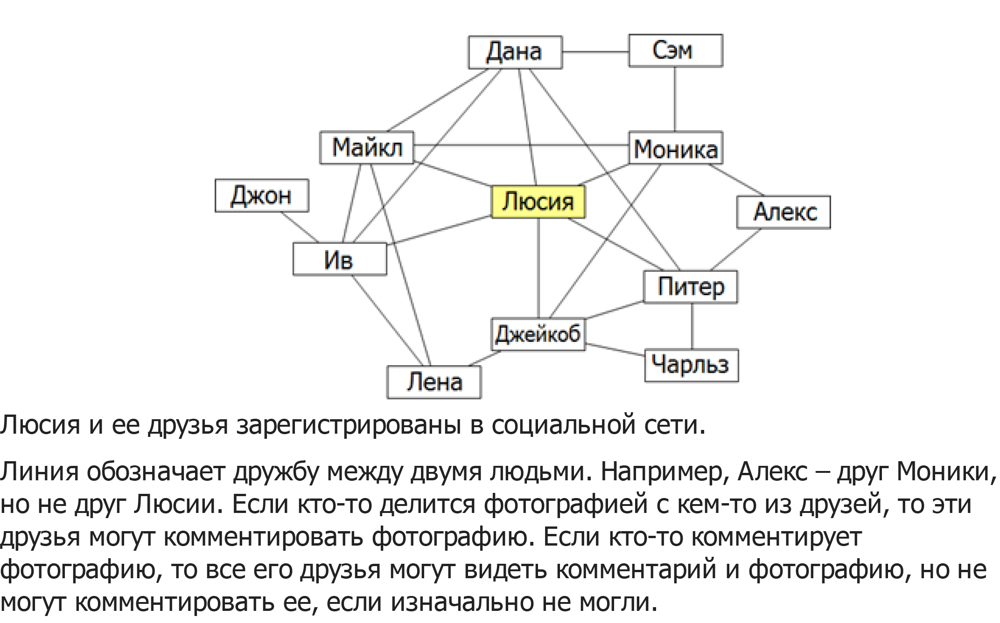 Дана
Сэм
Майкл
Моника
Джон
Люсия
Алекс
Ив
Питер
Джейкоб
Чарльз
Лена
Люсия и ее друзья зарегистрированы в социальной сети.
Линия обозначает дружбу между двумя людьми. Например, Алекс – друг Моники,
но не друг Люсии. Если кто-то делится фотографией с кем-то из друзей, то эти
друзья могут комментировать фотографию. Если кто-то комментирует
фотографию, то все его друзья могут видеть комментарий и фотографию, но не
могут комментировать ее, если изначально не могли.